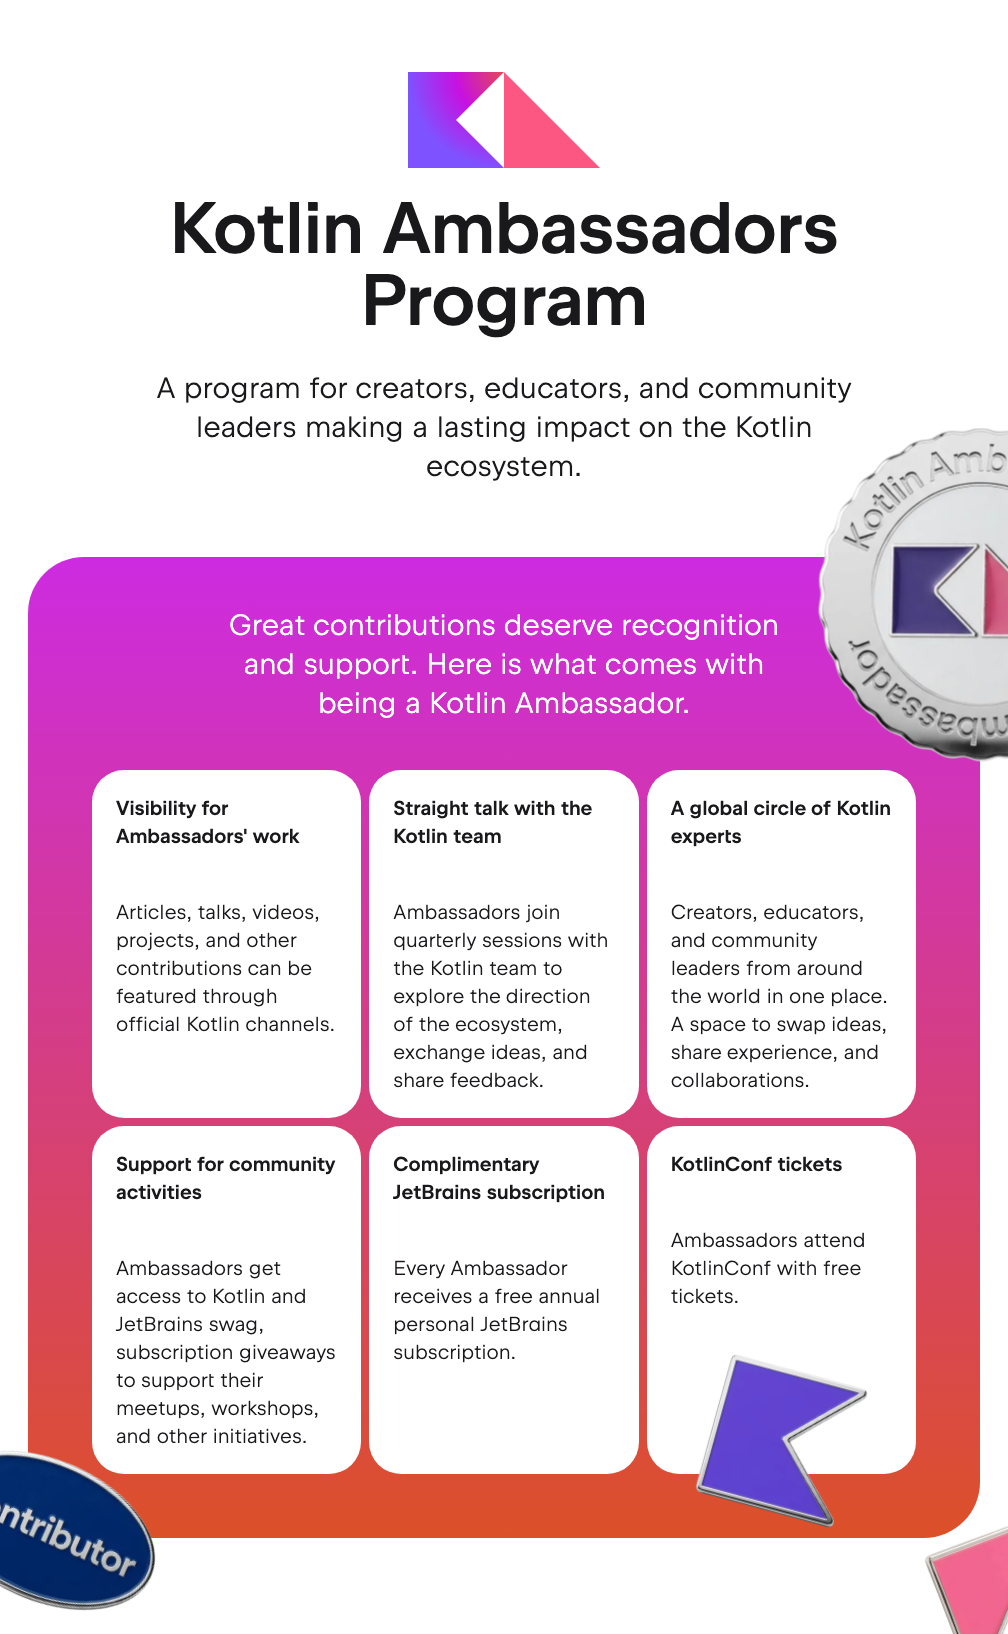 Kotlin Ambassadors
Program
A program for creators, educators, and community
leaders making a lasting impact on the Kotlin
ecosystem.
Kotlin Amb
mbassador
Great contributions deserve recognition
and support. Here is what comes with
being a Kotlin Ambassador.
Visibility for
Ambassadors' work
Articles, talks, videos,
projects, and other
contributions can be
featured through
official Kotlin channels.
Straight talk with the
Kotlin team
Ambassadors join
quarterly sessions with
the Kotlin team to
explore the direction
of the ecosystem,
exchange ideas, and
share feedback.
A global circle of Kotlin
experts
Creators, educators,
and community
leaders from around
the world in one place.
A space to swap ideas,
share experience, and
collaborations.
Support for community
activities
Ambassadors get
access to Kotlin and
JetBrains swag,
subscription giveaways
to support their
meetups, workshops,
and other initiatives.
Complimentary
JetBrains subscription
Every Ambassador
receives a free annual
personal JetBrains
subscription.
KotlinConf tickets
Ambassadors attend
KotlinConf with free
tickets.
ntributor